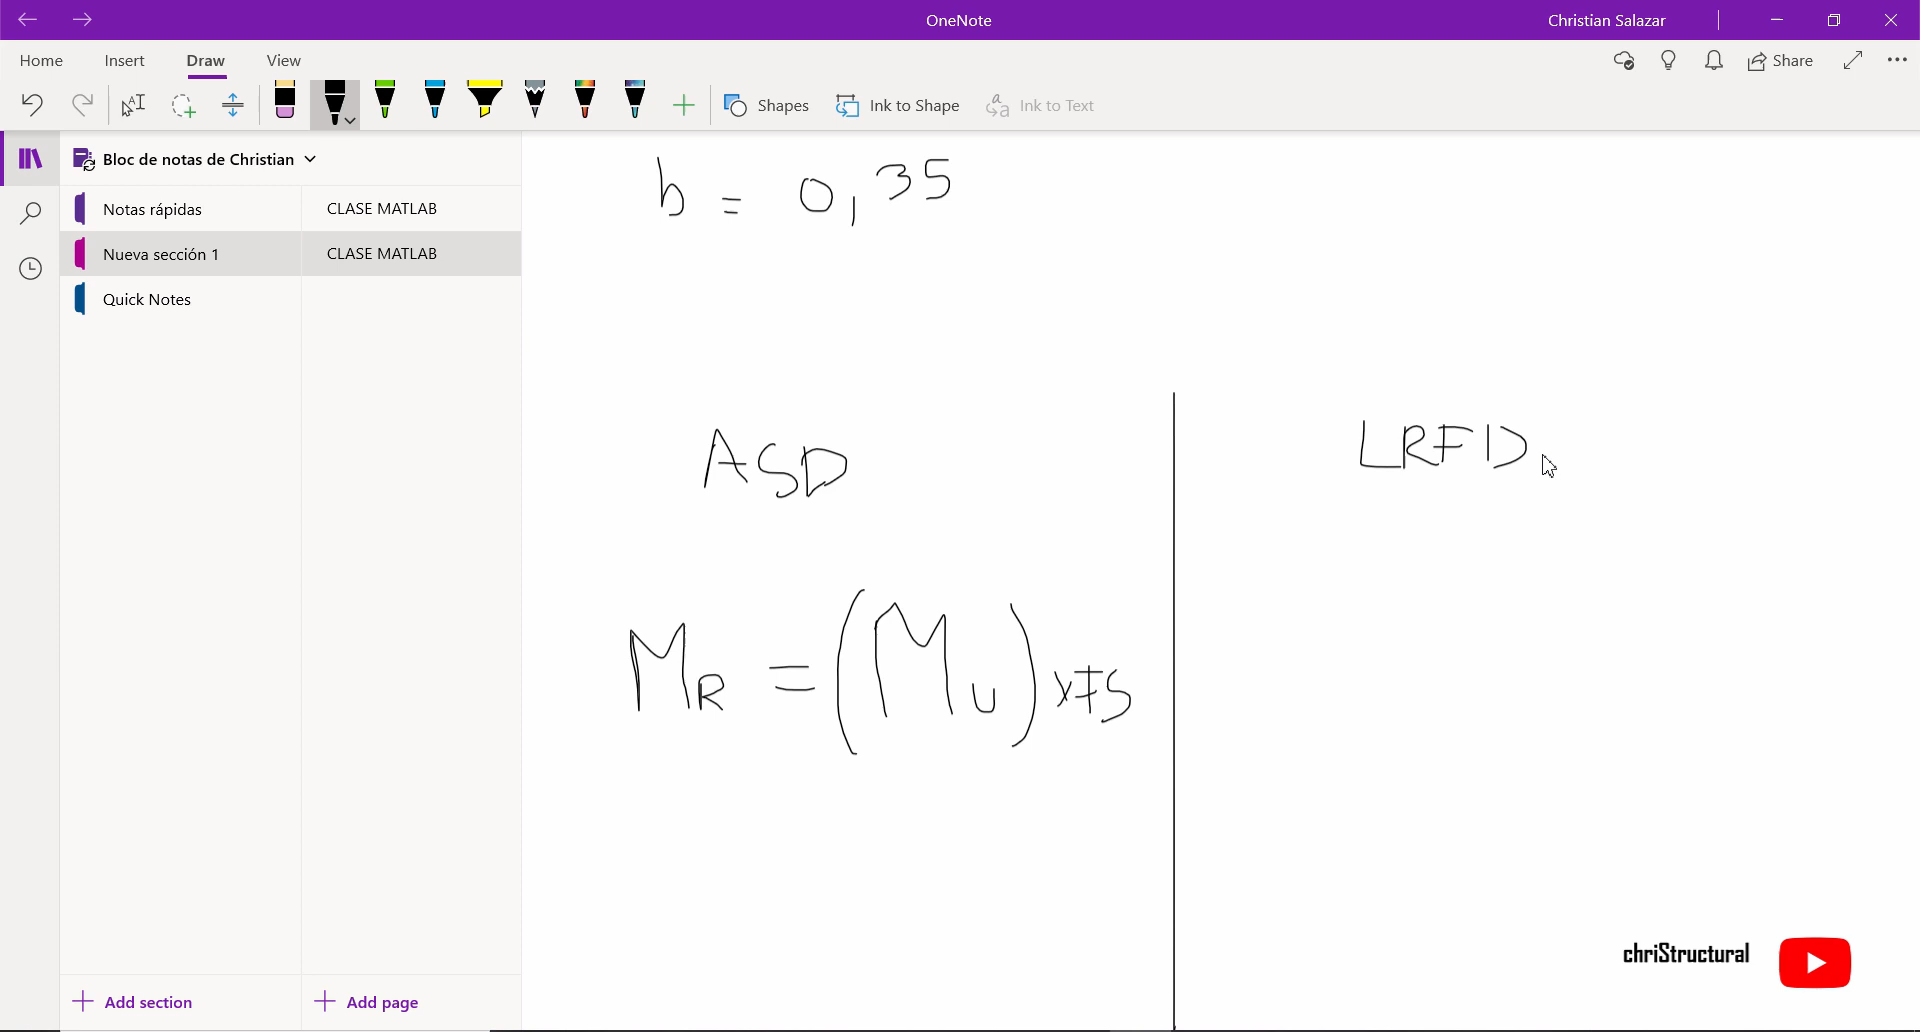 OneNote
Christian Salazar
Home Insert Draw View
Share
Shapes Ink to Shape Ink to Text
Bloc de notas de Christian
Notas rápidas
Nueva sección 1
Quick Notes
CLASE MATLAB
CLASE MATLAB
b = 0,35
ASD
LRFD
MR = (MU) xFS
chriStructural
Add section
Add page